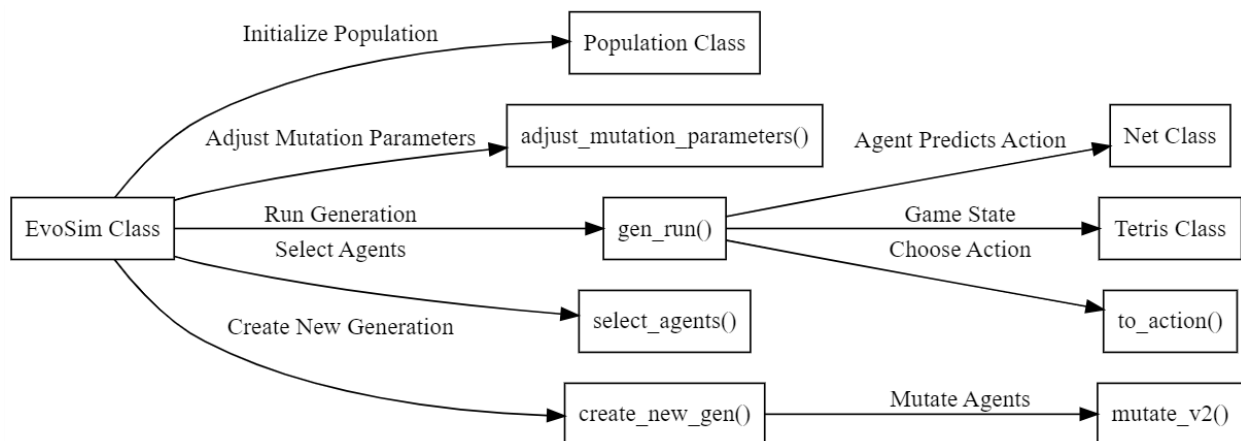 Initialize Population
Population Class
Adjust Mutation Parameters
adjust_mutation_parameters()
Agent Predicts Action
Net Class
EvoSim Class
Run Generation
gen_run()
Game State
Tetris Class
Select Agents
Choose Action
select_agents()
to_action()
Create New Generation
create_new_gen()
Mutate Agents
mutate_v2()